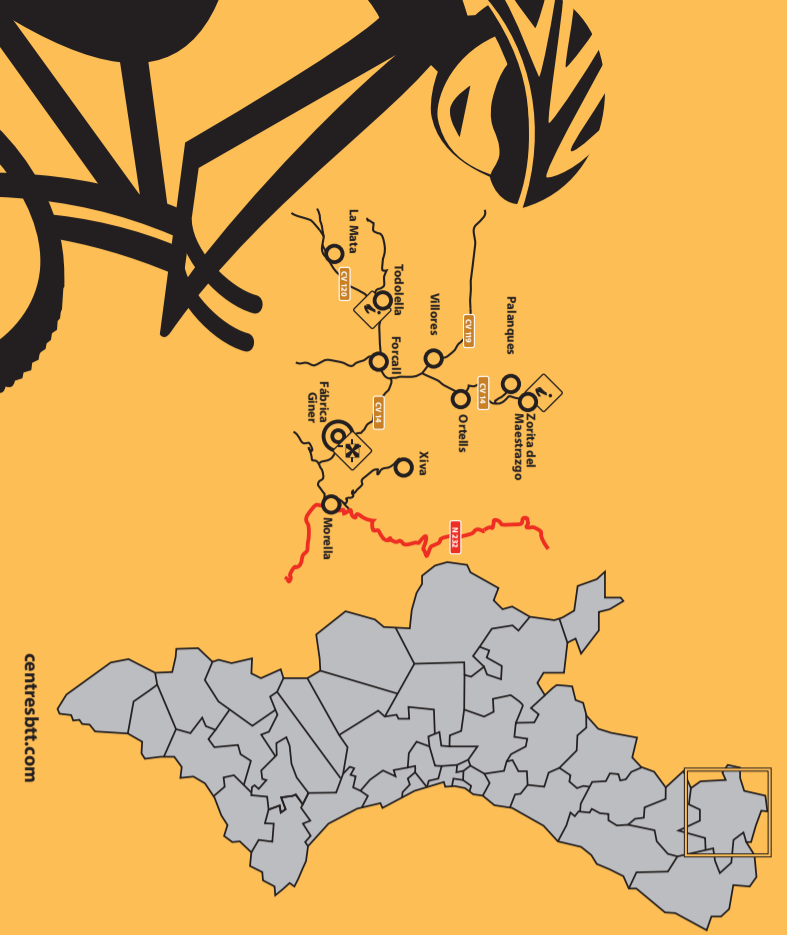 i
Zorita del
Maestrazgo
Palanques
CV 14
CV 119
Ortells
N232
Villores
Xiva
Todolella
Forcall
CV 14
i
La Mata
CV 120
Fábrica
Giner
Morella
centresbtt.com